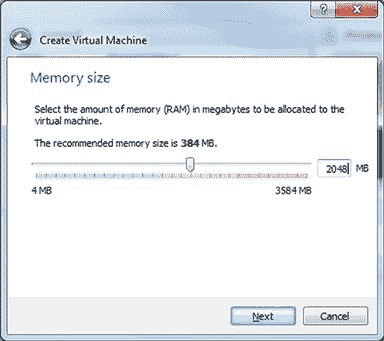 ?
Create Virtual Machine
Memory size
Select the amount of memory (RAM) in megabytes to be allocated to the
virtual machine.
The recommended memory size is 384 MB.
2048 MB
4 MB 3584 MB
Next Cancel